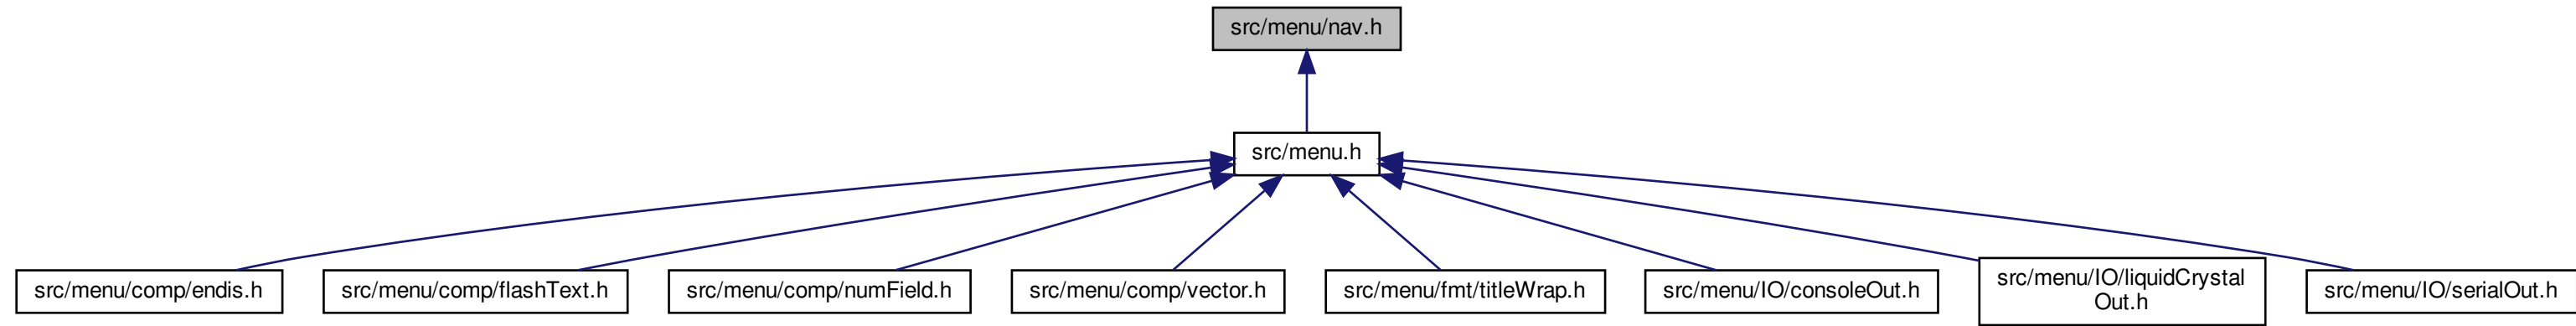 src/menu/nav.h
src/menu.h
src/menu/comp/endis.h
src/menu/comp/flashText.h
src/menu/comp/numField.h
src/menu/comp/vector.h
src/menu/fmt/titleWrap.h
src/menu/IO/consoleOut.h
src/menu/IO/liquidCrystal
Out.h
src/menu/IO/serialOut.h